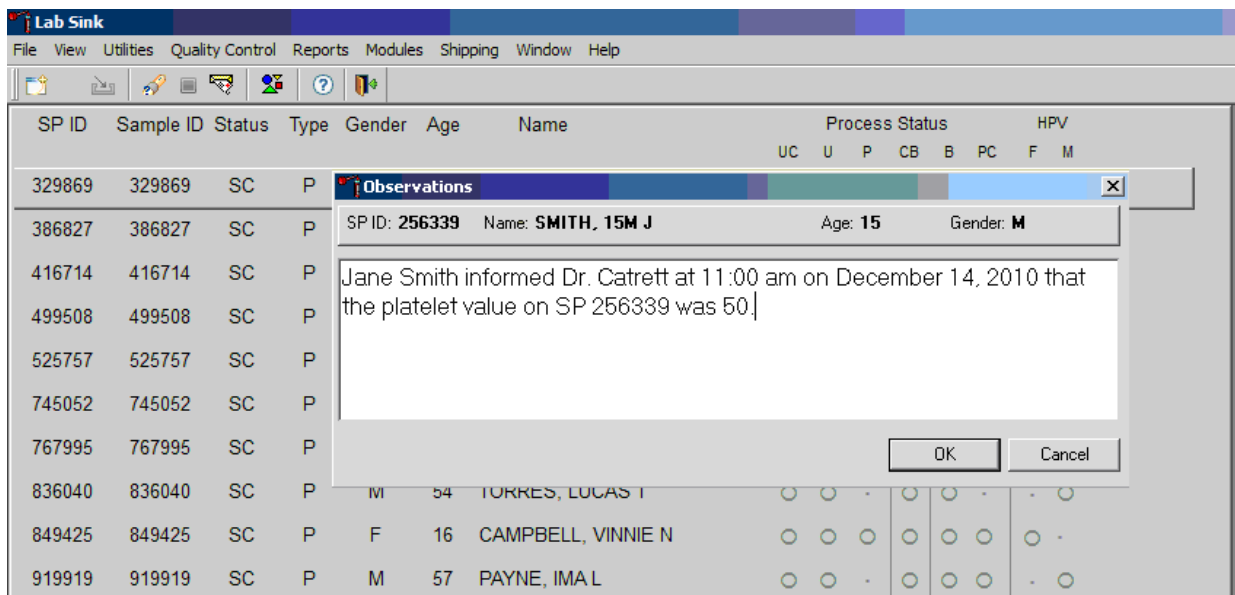 Lab Sink
File View Utilities Quality Control Reports Modules Shipping Window Help
SP ID Sample ID Status Type Gender Age Name Process Status HPV
UC U P CB B PC F M
329869 329869 SC P
Observations
SP ID: 256339 Name: SMITH, 15M J Age: 15 Gender: M
386827 386827 SC P
416714 416714 SC P
Jane Smith informed Dr. Catrett at 11:00 am on December 14, 2010 that
the platelet value on SP 256339 was 50.
499508 499508 SC P
525757 525757 SC P
745052 745052 SC P
767995 767995 SC P
OK Cancel
836040 836040 SC P M 54 TORRES, LUCAS T
849425 849425 SC P F 16 CAMPBELL, VINNIE N
919919 919919 SC P M 57 PAYNE, IMA L